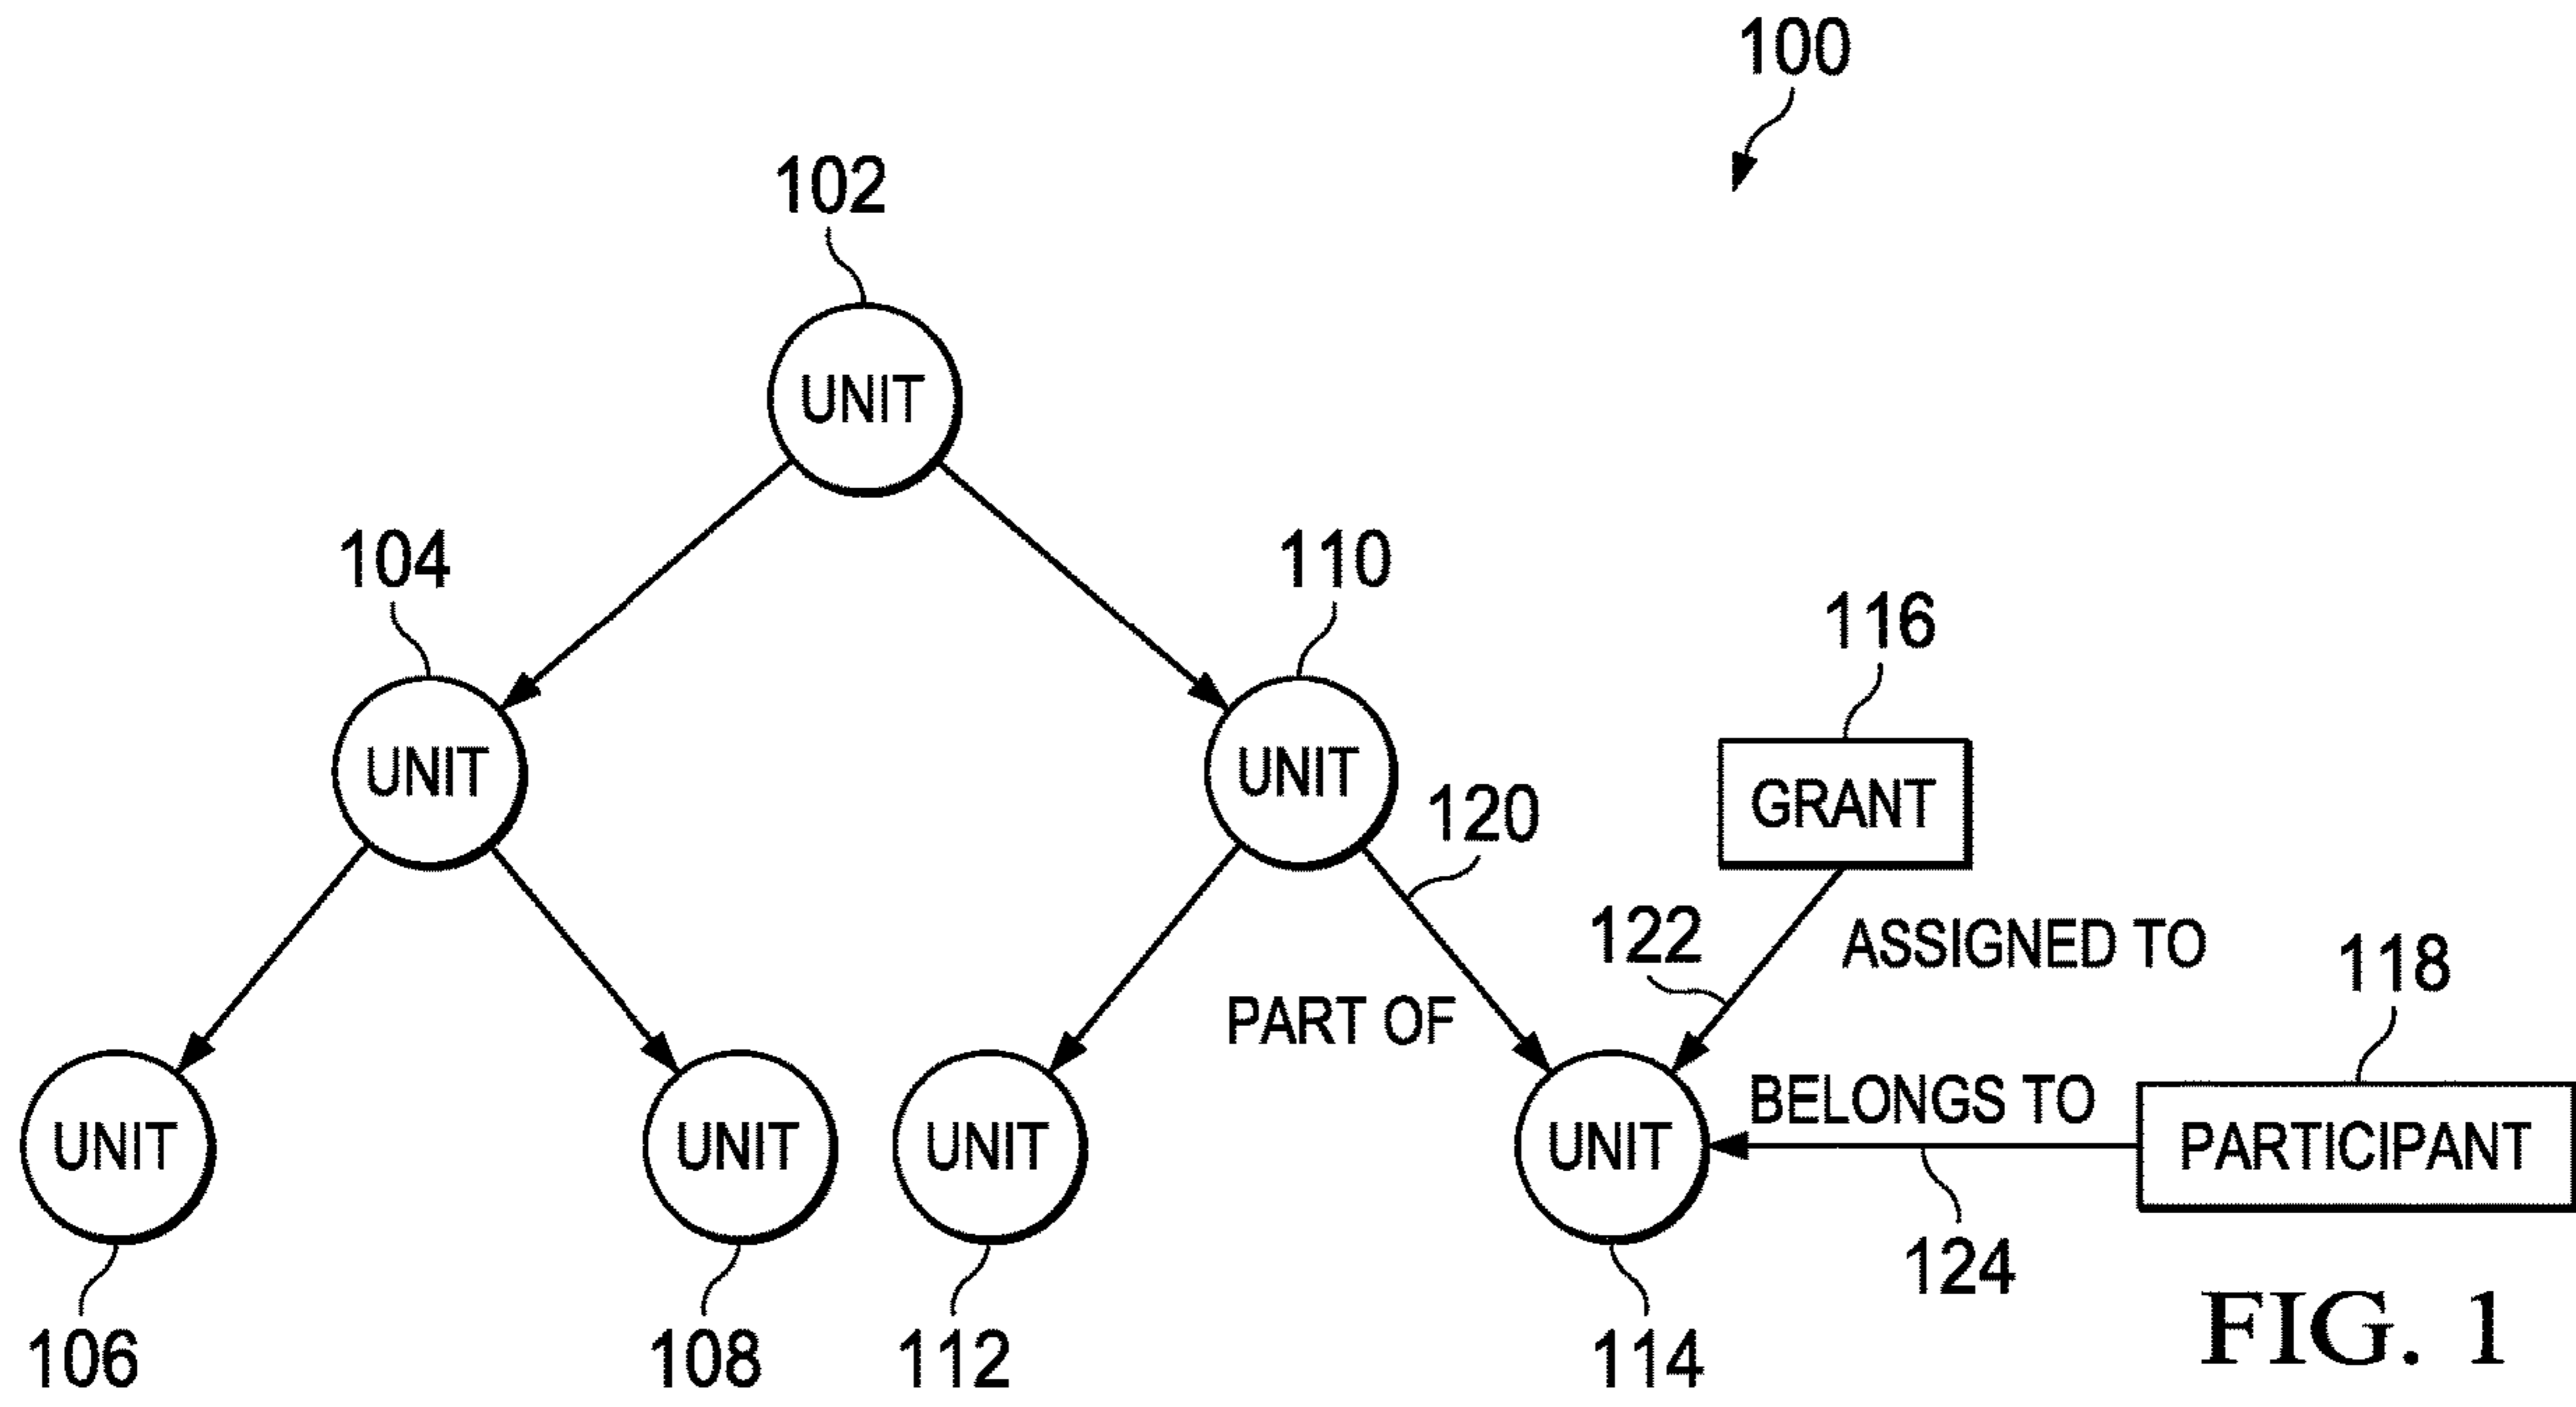 100
102
UNIT
104
110
116
UNIT
UNIT
120
GRANT
122
ASSIGNED TO
118
PART OF
BELONGS TO
UNIT
UNIT
UNIT
UNIT
PARTICIPANT
124
106
108
112
114
FIG. 1